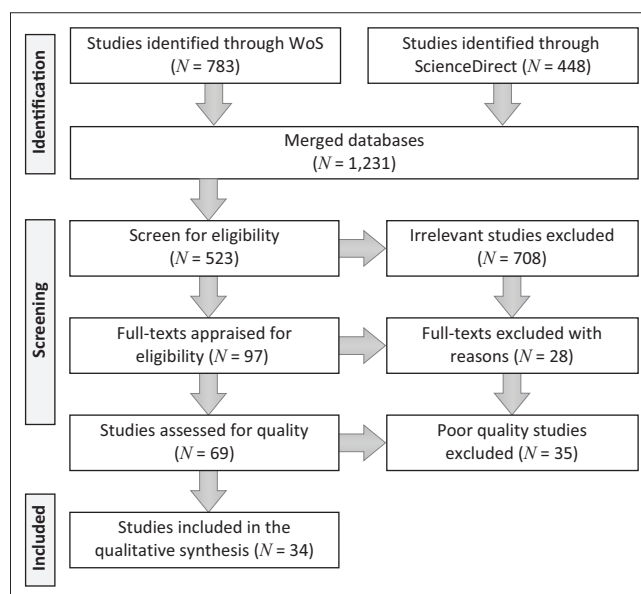 Identification
Studies identified through WoS
(N = 783)
Studies identified through
ScienceDirect (N = 448)
Merged databases
(N = 1,231)
Screening
Screen for eligibility
(N = 523)
Irrelevant studies excluded
(N = 708)
Full-texts appraised for
eligibility (N = 97)
Full-texts excluded with
reasons (N = 28)
Studies assessed for quality
(N = 69)
Poor quality studies
excluded (N = 35)
Included
Studies included in the
qualitative synthesis (N = 34)